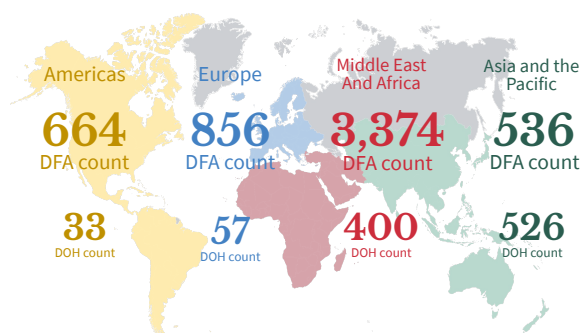 Americas
664
DFA count
33
DOH count
Europe
856
DFA count
57
DOH count
Middle East
And Africa
3,374
DFA count
400
DOH count
Asia and the
Pacific
536
DFA count
526
DOH count